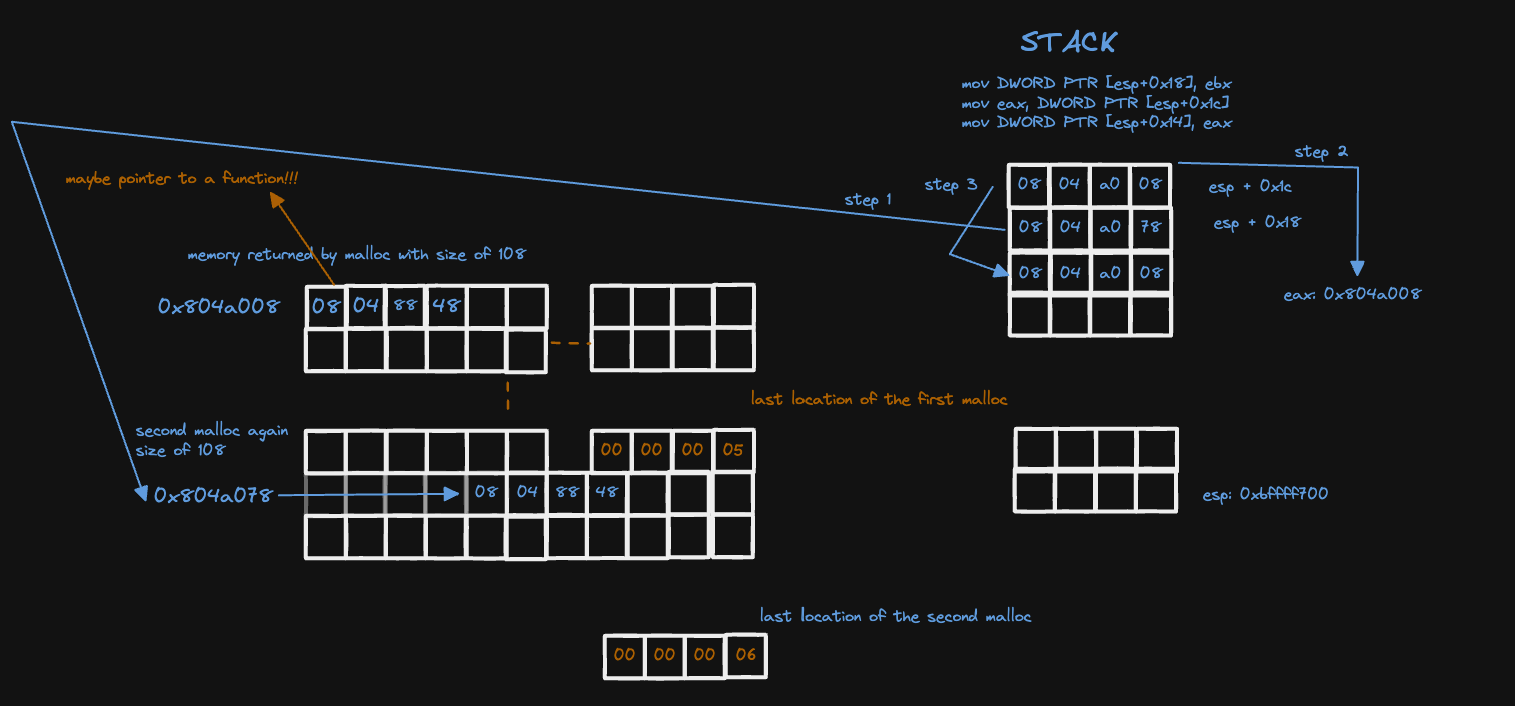 STACK
mov DWORD PTR [esp+0x18], ebx
mov eax, DWORD PTR [esp+0x1c]
mov DWORD PTR [esp+0x14], eax
step 2
maybe pointer to a function!!!
step 1
step 3
08 04 a0 08
esp + 0x1c
08 04 a0 78
esp + 0x18
memory returned by malloc with size of 108
08 04 a0 08
eax: 0x804a008
0x804a008
08 04 88 48
last location of the first malloc
second malloc again
size of 108
00 00 00 05
0x804a078
08 04 88 48
esp: 0xbffff700
last location of the second malloc
00 00 00 06